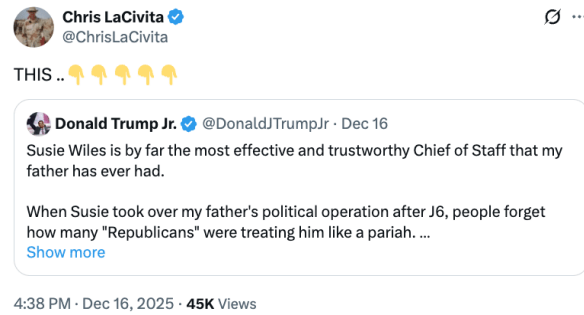 Chris LaCivita
@ChrisLaCivita
THIS ..👇👇👇👇👇
Donald Trump Jr. @DonaldJTrumpJr · Dec 16
Susie Wiles is by far the most effective and trustworthy Chief of Staff that my
father has ever had.
When Susie took over my father's political operation after J6, people forget
how many "Republicans" were treating him like a pariah. ...
Show more
4:38 PM · Dec 16, 2025 · 45K Views